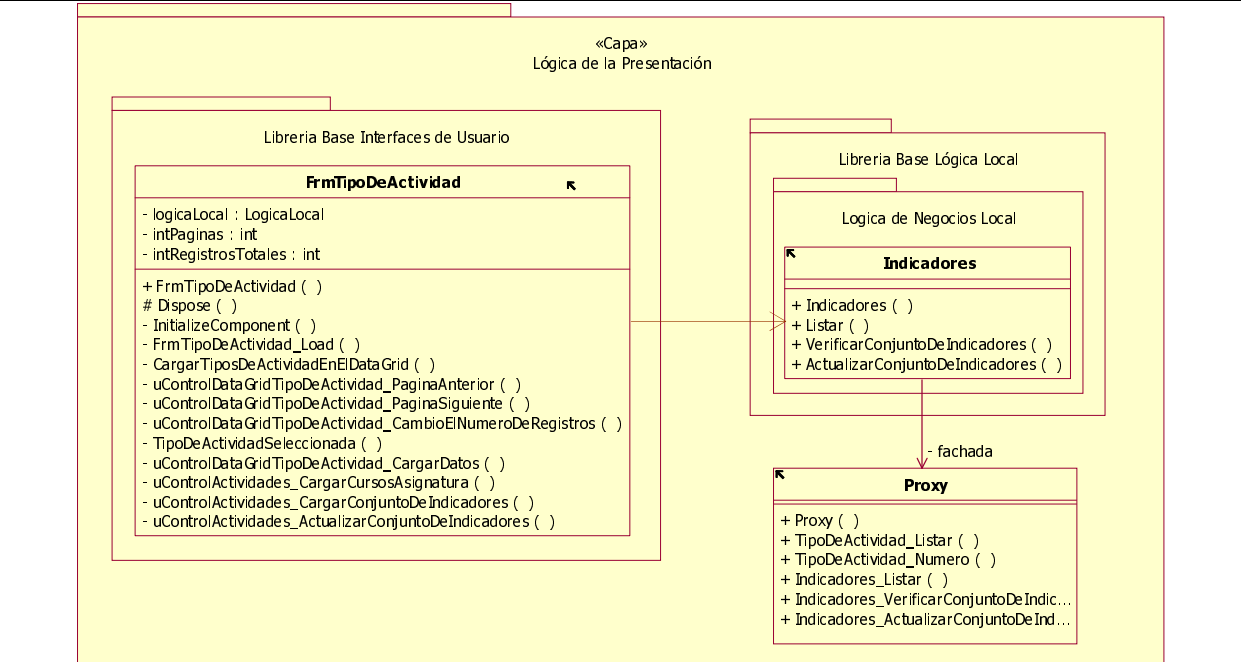 «Capa»
Lógica de la Presentación
Libreria Base Interfaces de Usuario
FrmTipoDeActividad
- logicaLocal : LogicaLocal
- intPaginas : int
- intRegistrosTotales : int
+ FrmTipoDeActividad ( )
# Dispose ( )
- InitializeComponent ( )
- FrmTipoDeActividad_Load ( )
- CargarTiposDeActividadEnElDataGrid ( )
- uControlDataGridTipoDeActividad_PaginaAnterior ( )
- uControlDataGridTipoDeActividad_PaginaSiguiente ( )
- uControlDataGridTipoDeActividad_CambioElNumeroDeRegistros ( )
- TipoDeActividadSeleccionada ( )
- uControlDataGridTipoDeActividad_CargarDatos ( )
- uControlActividades_CargarCursosAsignatura ( )
- uControlActividades_CargarConjuntoDeIndicadores ( )
- uControlActividades_ActualizarConjuntoDeIndicadores ( )
Libreria Base Lógica Local
Logica de Negocios Local
Indicadores
+ Indicadores ( )
+ Listar ( )
+ VerificarConjuntoDeIndicadores ( )
+ ActualizarConjuntoDeIndicadores ( )
- fachada
Proxy
+ Proxy ( )
+ TipoDeActividad_Listar ( )
+ TipoDeActividad_Numero ( )
+ Indicadores_Listar ( )
+ Indicadores_VerificarConjuntoDeIndic...
+ Indicadores_ActualizarConjuntoDeInd...